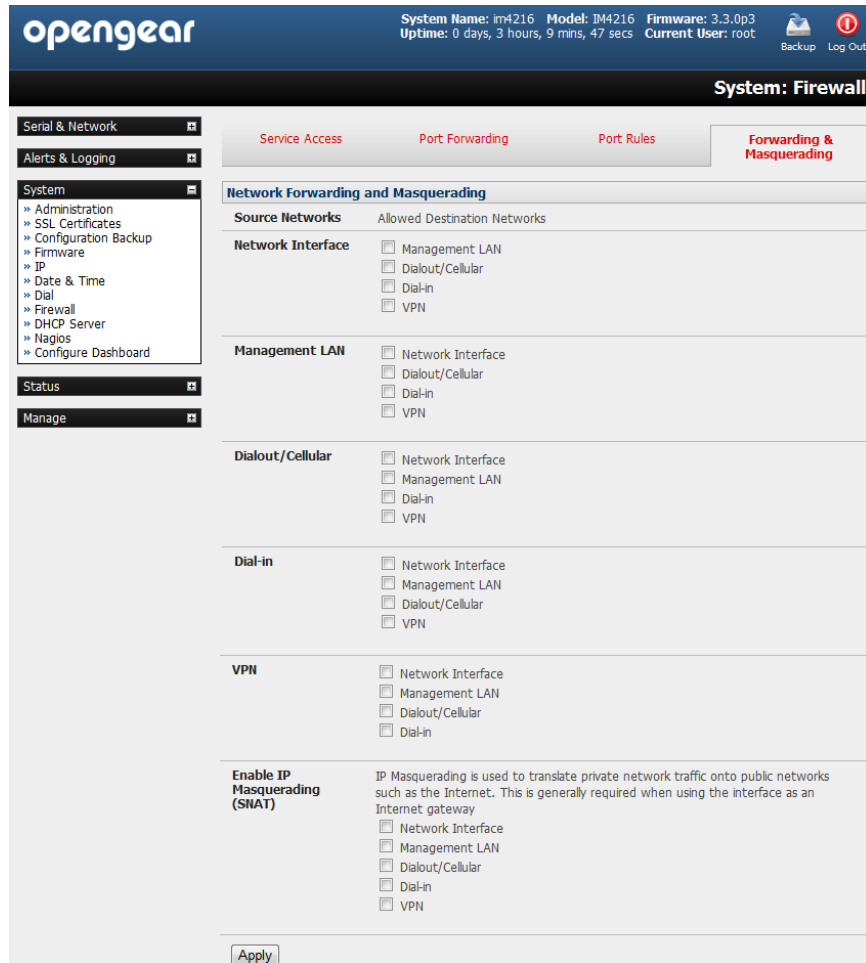 opengear
System Name: im4216 Model: IM4216 Firmware: 3.3.0p3
Uptime: 0 days, 3 hours, 9 mins, 47 secs Current User: root
Backup Log Out
System: Firewall
Serial & Network
Alerts & Logging
System
» Administration
» SSL Certificates
» Configuration Backup
» Firmware
» IP
» Date & Time
» Dial
» Firewall
» DHCP Server
» Nagios
» Configure Dashboard
Status
Manage
Service Access
Port Forwarding
Port Rules
Forwarding &
Masquerading
Network Forwarding and Masquerading
Source Networks Allowed Destination Networks
Network Interface Management LAN
Dialout/Cellular
Dial-in
VPN
Management LAN Network Interface
Dialout/Cellular
Dial-in
VPN
Dialout/Cellular Network Interface
Management LAN
Dial-in
VPN
Dial-in Network Interface
Management LAN
Dialout/Cellular
VPN
VPN Network Interface
Management LAN
Dialout/Cellular
Dial-in
Enable IP
Masquerading
(SNAT)
IP Masquerading is used to translate private network traffic onto public networks
such as the Internet. This is generally required when using the interface as an
Internet gateway
Network Interface
Management LAN
Dialout/Cellular
Dial-in
VPN
Apply